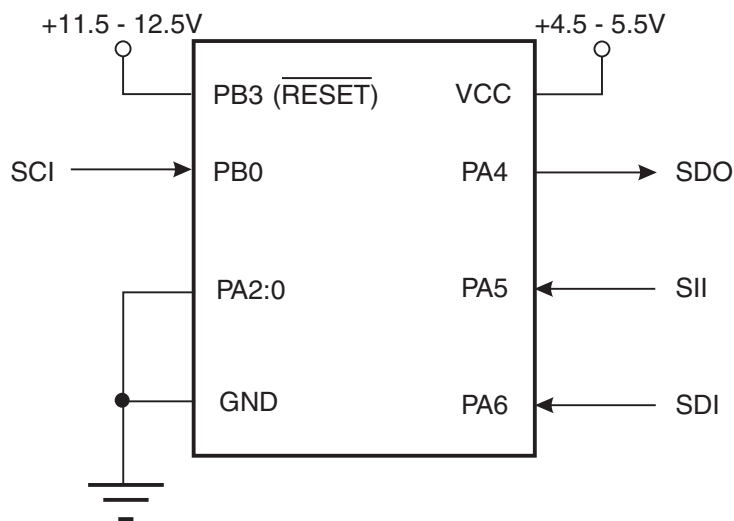 +11.5 - 12.5V
+4.5 - 5.5V
PB3 (RESET)
VCC
SCI
PB0
PA4
SDO
PA2:0
PA5
SII
GND
PA6
SDI